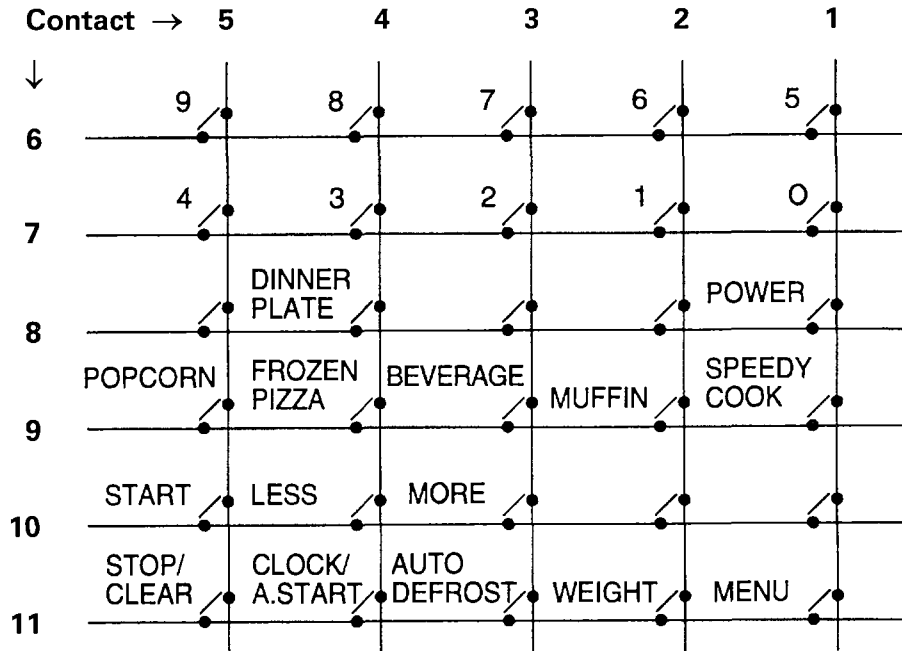 Contact → 5 4 3 2 1
↓
9 8 7 6 5
6
4 3 2 1 0
7
DINNER
PLATE POWER
8
POPCORN FROZEN PIZZA BEVERAGE MUFFIN SPEEDY COOK
9
START LESS MORE
10
STOP/ CLEAR CLOCK/ A.START AUTO DEFROST WEIGHT MENU
11